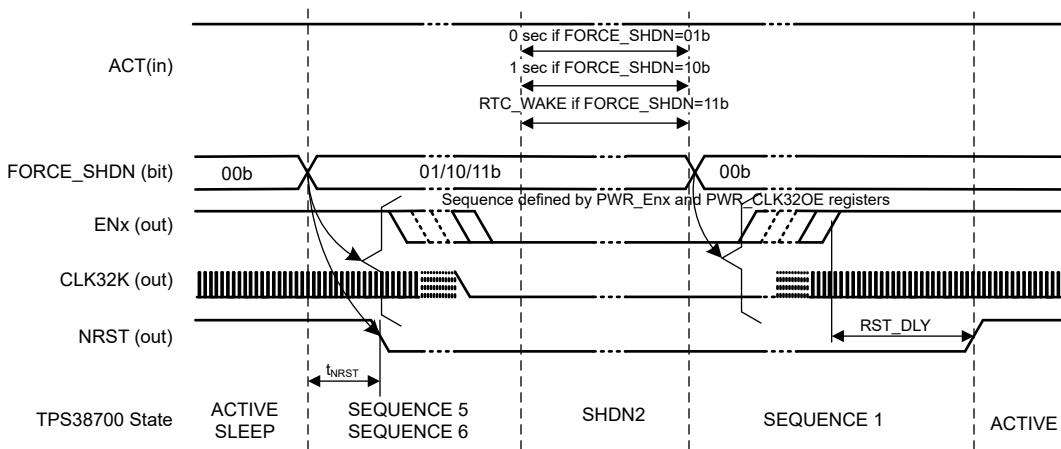 0 sec if FORCE_SHDN=01b
ACT(in)
1 sec if FORCE_SHDN=10b
RTC_WAKE if FORCE_SHDN=11b
FORCE_SHDN (bit)
00b
01/10/11b
00b
Sequence defined by PWR_Enx and PWR_CLK32OE registers
ENx (out)
CLK32K (out)
NRST (out)
RST_DLY
tNRST
TPS38700 State
ACTIVE
SLEEP
SEQUENCE 5
SEQUENCE 6
SHDN2
SEQUENCE 1
ACTIVE